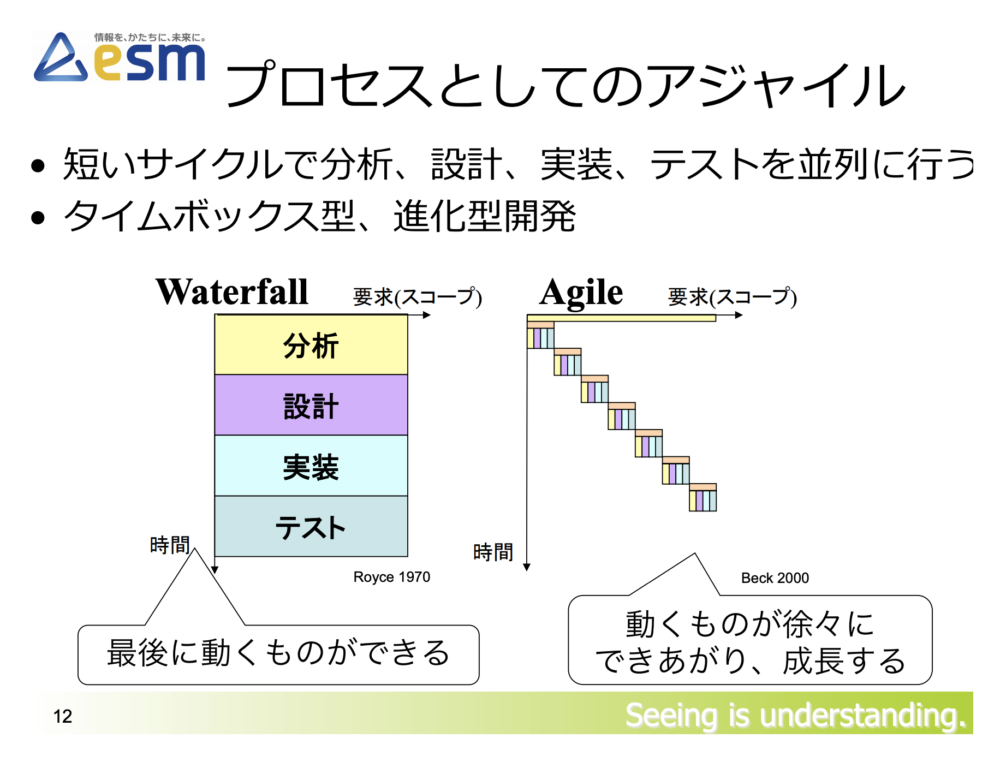 情報を、かたちに、未来に。
esm
プロセスとしてのアジャイル
• 短いサイクルで分析、設計、実装、テストを並列に行う
• タイムボックス型、進化型開発
Waterfall
要求(スコープ)
分析
設計
実装
テスト
時間
Royce 1970
最後に動くものができる
Agile
要求(スコープ)
時間
Beck 2000
動くものが徐々に
できあがり、成長する
12
Seeing is understanding.